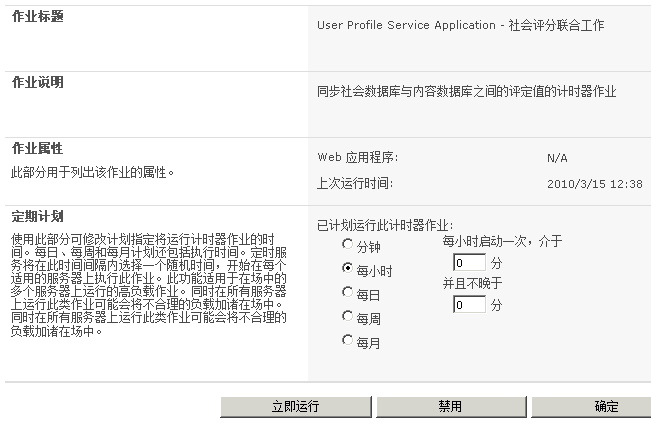 作业标题
User Profile Service Application - 社会评分联合工作
作业说明
同步社会数据库与内容数据库之间的评定值的计时器作业
作业属性
此部分用于列出该作业的属性。
Web 应用程序:
N/A
上次运行时间:
2010/3/15 12:38
定期计划
使用此部分可修改计划指定将运行计时器作业的时
间。每日、每周和每月计划还包括执行时间。定时服
务将在此时间间隔内选择一个随机时间，开始在每个
适用的服务器上执行此作业。此功能适用于在场中的
多个服务器上运行的高负载作业。同时在所有服务器
上运行此类作业可能会将不合理的负载加诸在场中。
同时在所有服务器上运行此类作业可能会将不合理的
负载加诸在场中。
已计划运行此计时器作业:
分钟
每小时
每日
每周
每月
每小时启动一次，介于
0 分
并且不晚于
0 分
立即运行
禁用
确定